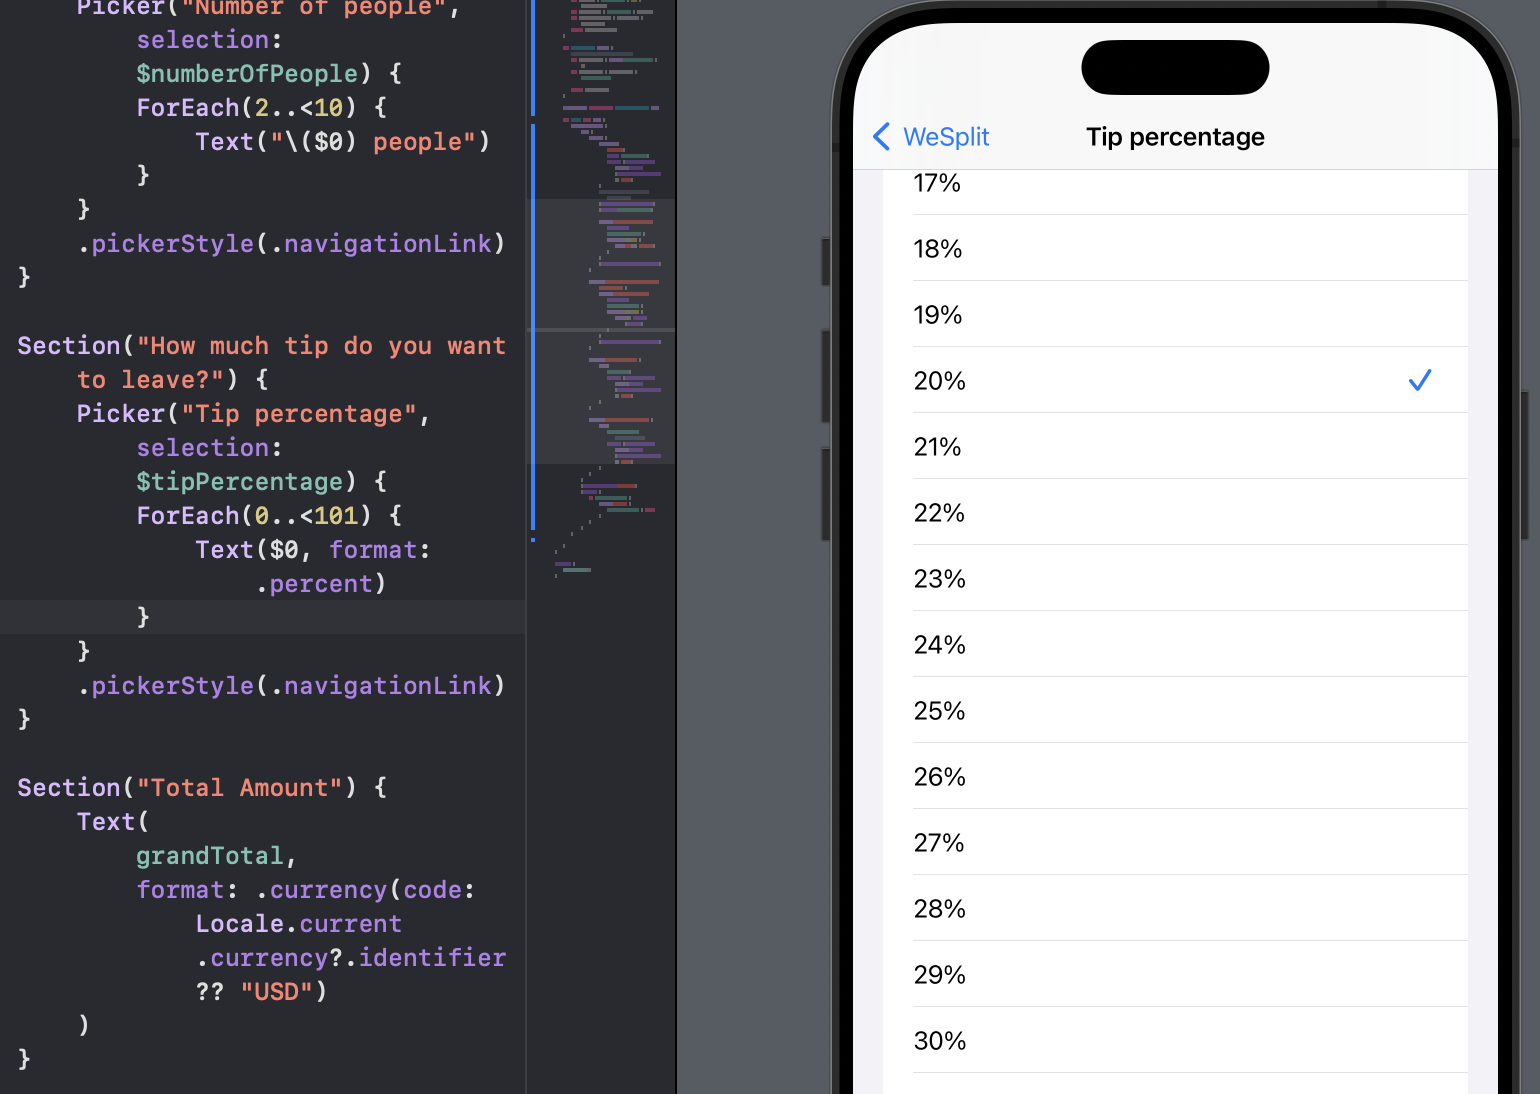 Picker("Number of people",
selection:
$numberOfPeople) {
ForEach(2..<10) {
Text("\($0) people")
}
}
.pickerStyle(.navigationLink)
}
Section("How much tip do you want
to leave?") {
Picker("Tip percentage",
selection:
$tipPercentage) {
ForEach(0..<101) {
Text($0, format:
.percent)
}
}
.pickerStyle(.navigationLink)
}
Section("Total Amount") {
Text(
grandTotal,
format: .currency(code:
Locale.current
.currency?.identifier
?? "USD")
)
}
WeSplit
Tip percentage
17%
18%
19%
20%
21%
22%
23%
24%
25%
26%
27%
28%
29%
30%